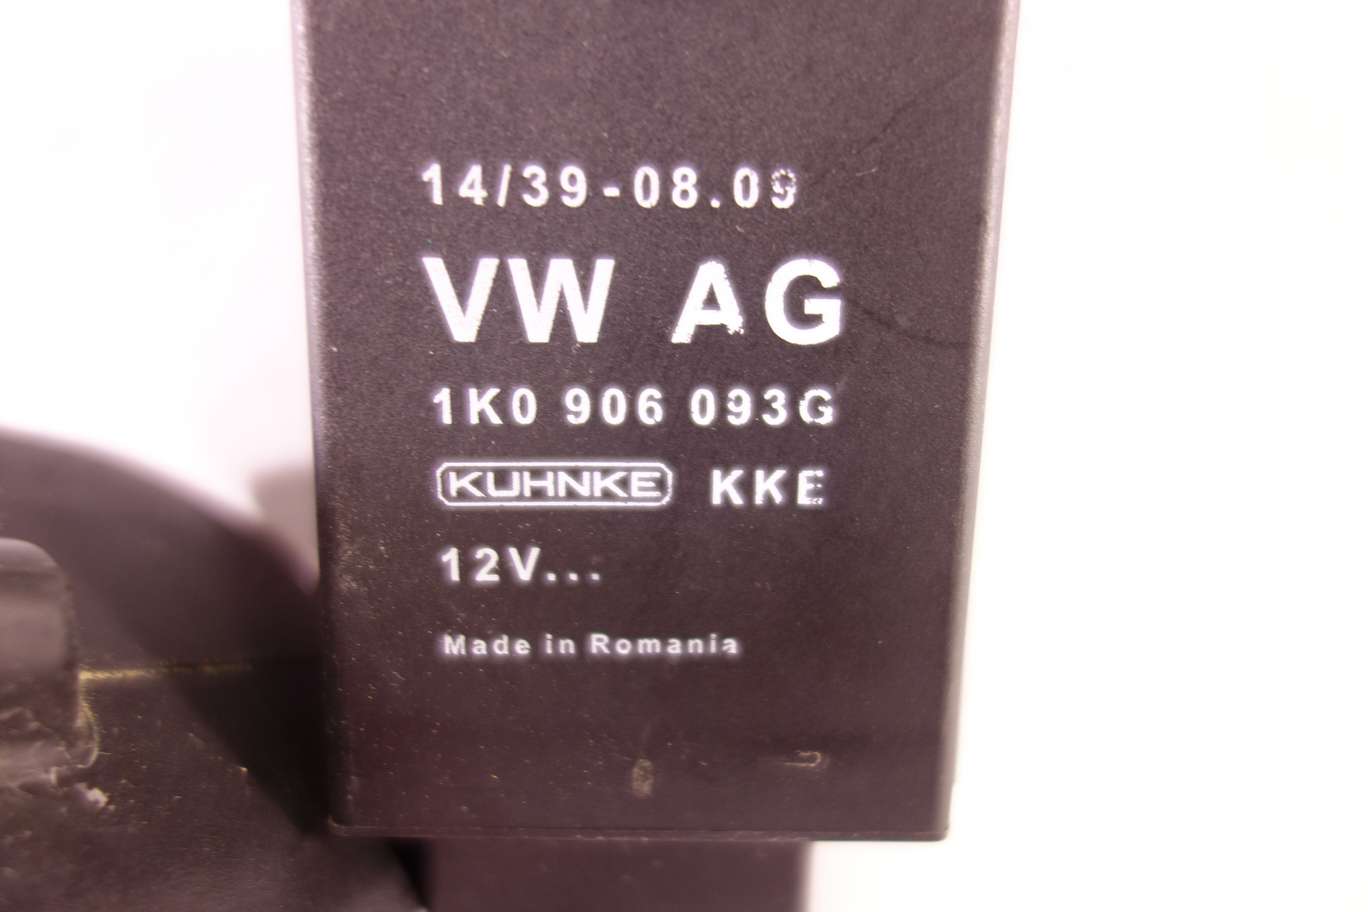 14/39-08.09
VW AG
1K0 906 093G
KUHNKE KKE
12V...
Made in Romania